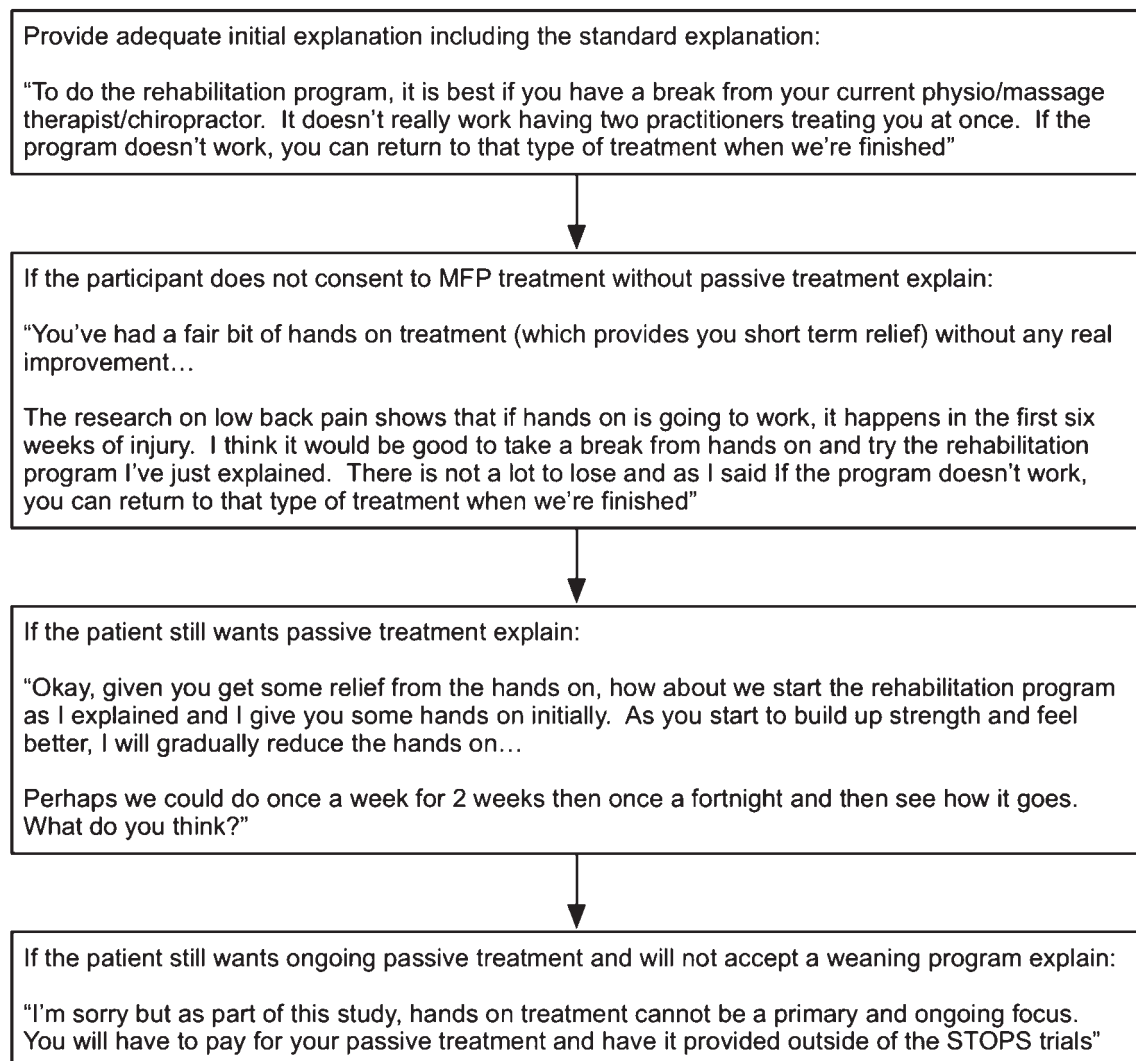 Provide adequate initial explanation including the standard explanation:
“To do the rehabilitation program, it is best if you have a break from your current physio/massage
therapist/chiropractor.  It doesn’t really work having two practitioners treating you at once.  If the
program doesn’t work, you can return to that type of treatment when we’re finished”
If the participant does not consent to MFP treatment without passive treatment explain:
“You’ve had a fair bit of hands on treatment (which provides you short term relief) without any real
improvement…
The research on low back pain shows that if hands on is going to work, it happens in the first six
weeks of injury.  I think it would be good to take a break from hands on and try the rehabilitation
program I’ve just explained.  There is not a lot to lose and as I said If the program doesn’t work,
you can return to that type of treatment when we’re finished”
If the patient still wants passive treatment explain:
“Okay, given you get some relief from the hands on, how about we start the rehabilitation program
as I explained and I give you some hands on initially.  As you start to build up strength and feel
better, I will gradually reduce the hands on…
Perhaps we could do once a week for 2 weeks then once a fortnight and then see how it goes.
What do you think?”
If the patient still wants ongoing passive treatment and will not accept a weaning program explain:
“I’m sorry but as part of this study, hands on treatment cannot be a primary and ongoing focus.
You will have to pay for your passive treatment and have it provided outside of the STOPS trials”